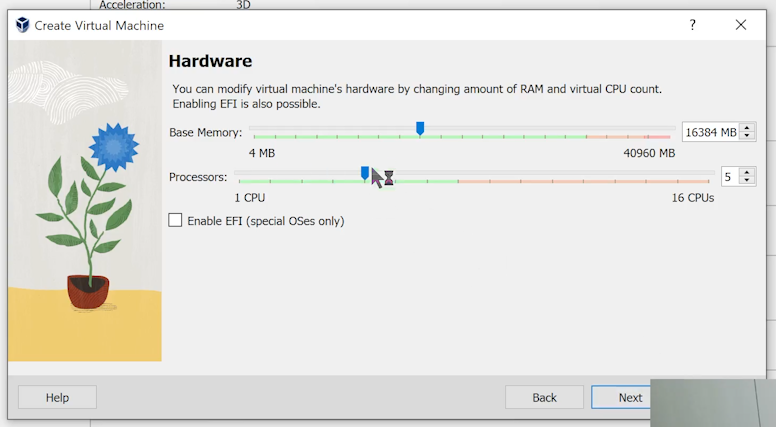 Acceleration: 3D
Create Virtual Machine
Hardware
You can modify virtual machine's hardware by changing amount of RAM and virtual CPU count.
Enabling EFI is also possible.
Base Memory: 16384 MB
4 MB 40960 MB
Processors: 5
1 CPU 16 CPUs
Enable EFI (special OSes only)
Help Back Next